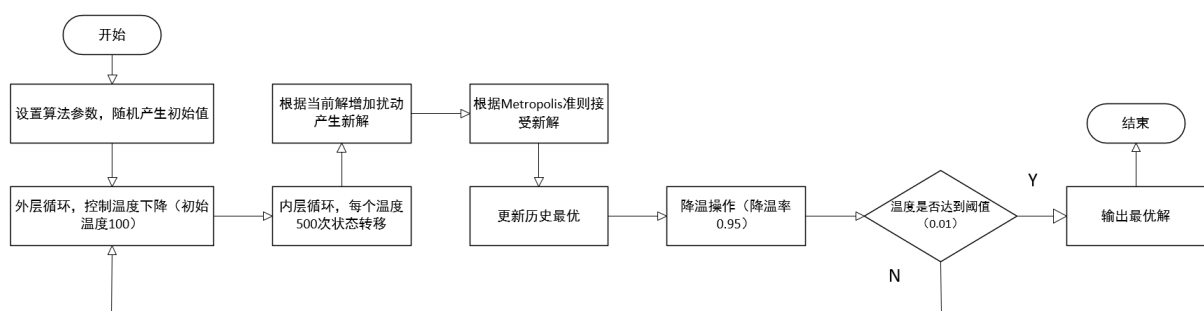 开始
设置算法参数，随机产生初始值
外层循环，控制温度下降（初始
温度100）
内层循环，每个温度
500次状态转移
根据当前解增加扰动
产生新解
根据Metropolis准则接
受新解
更新历史最优
降温操作（降温率
0.95）
温度是否达到阈值
（0.01）
Y
N
输出最优解
结束